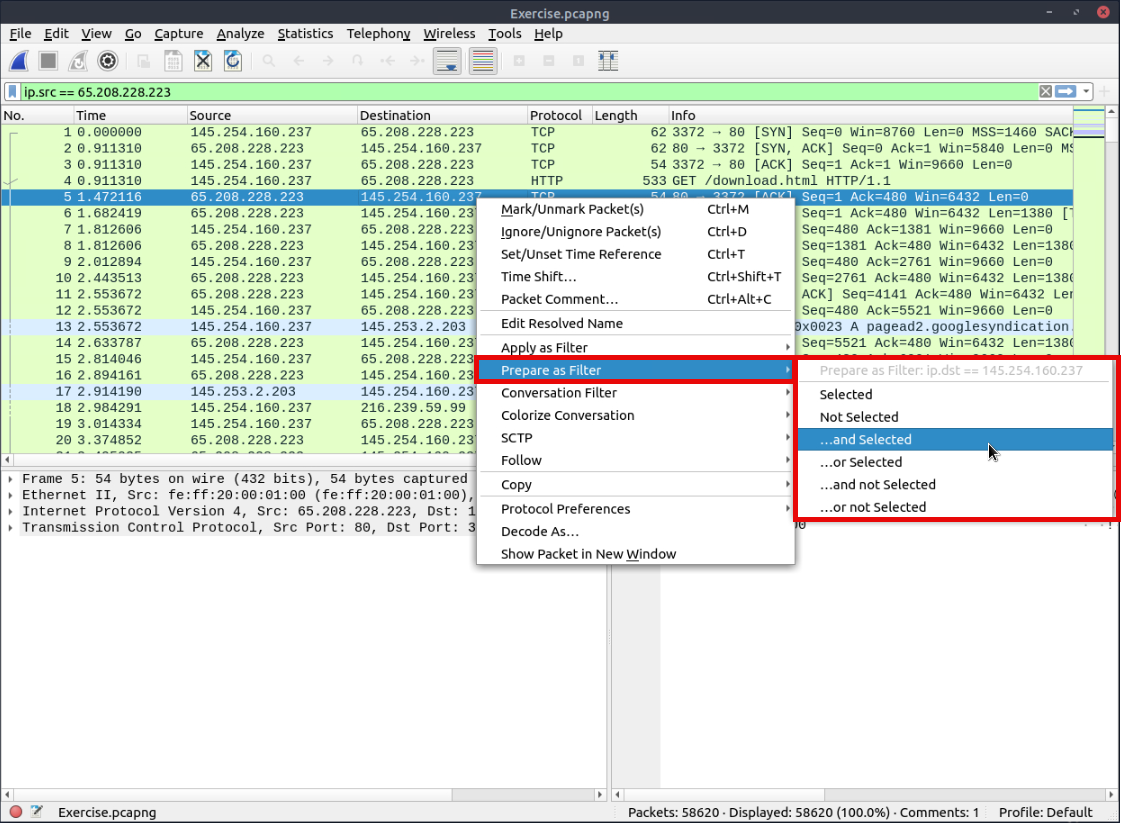 Exercise.pcapng
File Edit View Go Capture Analyze Statistics Telephony Wireless Tools Help
ip.src == 65.208.228.223
No. Time Source Destination Protocol Length Info
1 0.000000 145.254.160.237 65.208.228.223 TCP 62 3372 → 80 [SYN] Seq=0 Win=8760 Len=0 MSS=1460 SACK
2 0.911310 65.208.228.223 145.254.160.237 TCP 62 80 → 3372 [SYN, ACK] Seq=0 Ack=1 Win=5840 Len=0 MS
3 0.911310 145.254.160.237 65.208.228.223 TCP 54 3372 → 80 [ACK] Seq=1 Ack=1 Win=9660 Len=0
4 0.911310 145.254.160.237 65.208.228.223 HTTP 533 GET /download.html HTTP/1.1
5 1.472116 65.208.228.223 145.254.160.237 TCP 54 80 → 3372 [ACK] Seq=1 Ack=480 Win=6432 Len=0
6 1.682419 65.208.228.223 145.254.160.23 Seq=1 Ack=480 Win=6432 Len=1380 [T
7 1.812606 145.254.160.237 65.208.228.223 Seq=480 Ack=1381 Win=9660 Len=0
8 1.812606 65.208.228.223 145.254.160.23 Seq=1381 Ack=480 Win=6432 Len=1380
9 2.012894 145.254.160.237 65.208.228.223 Seq=480 Ack=2761 Win=9660 Len=0
10 2.443513 65.208.228.223 145.254.160.23 Seq=2761 Ack=480 Win=6432 Len=1380
11 2.553672 65.208.228.223 145.254.160.23 ACK] Seq=4141 Ack=480 Win=6432 Len
12 2.553672 145.254.160.237 65.208.228.223 Seq=480 Ack=5521 Win=9660 Len=0
13 2.553672 145.254.160.237 145.253.2.203 0x0023 A pagead2.googlesyndication.
14 2.633787 65.208.228.223 145.254.160.23 Seq=5521 Ack=480 Win=6432 Len=1380
15 2.814046 145.254.160.237 65.208.228.223
16 2.894161 65.208.228.223 145.254.160.23
17 2.914190 145.253.2.203 145.254.160.23
18 2.984291 145.254.160.237 216.239.59.99
19 3.014334 145.254.160.237 65.208.228.223
20 3.374852 65.208.228.223 145.254.160.23
Mark/Unmark Packet(s) Ctrl+M
Ignore/Unignore Packet(s) Ctrl+D
Set/Unset Time Reference Ctrl+T
Time Shift... Ctrl+Shift+T
Packet Comment... Ctrl+Alt+C
Edit Resolved Name
Apply as Filter
Prepare as Filter
Conversation Filter
Colorize Conversation
SCTP
Follow
Copy
Protocol Preferences
Decode As...
Show Packet in New Window
Prepare as Filter: ip.dst == 145.254.160.237
Selected
Not Selected
...and Selected
...or Selected
...and not Selected
...or not Selected
Frame 5: 54 bytes on wire (432 bits), 54 bytes captured
Ethernet II, Src: fe:ff:20:00:01:00 (fe:ff:20:00:01:00),
Internet Protocol Version 4, Src: 65.208.228.223, Dst: 1
Transmission Control Protocol, Src Port: 80, Dst Port: 3
Exercise.pcapng
Packets: 58620 · Displayed: 58620 (100.0%) · Comments: 1 Profile: Default